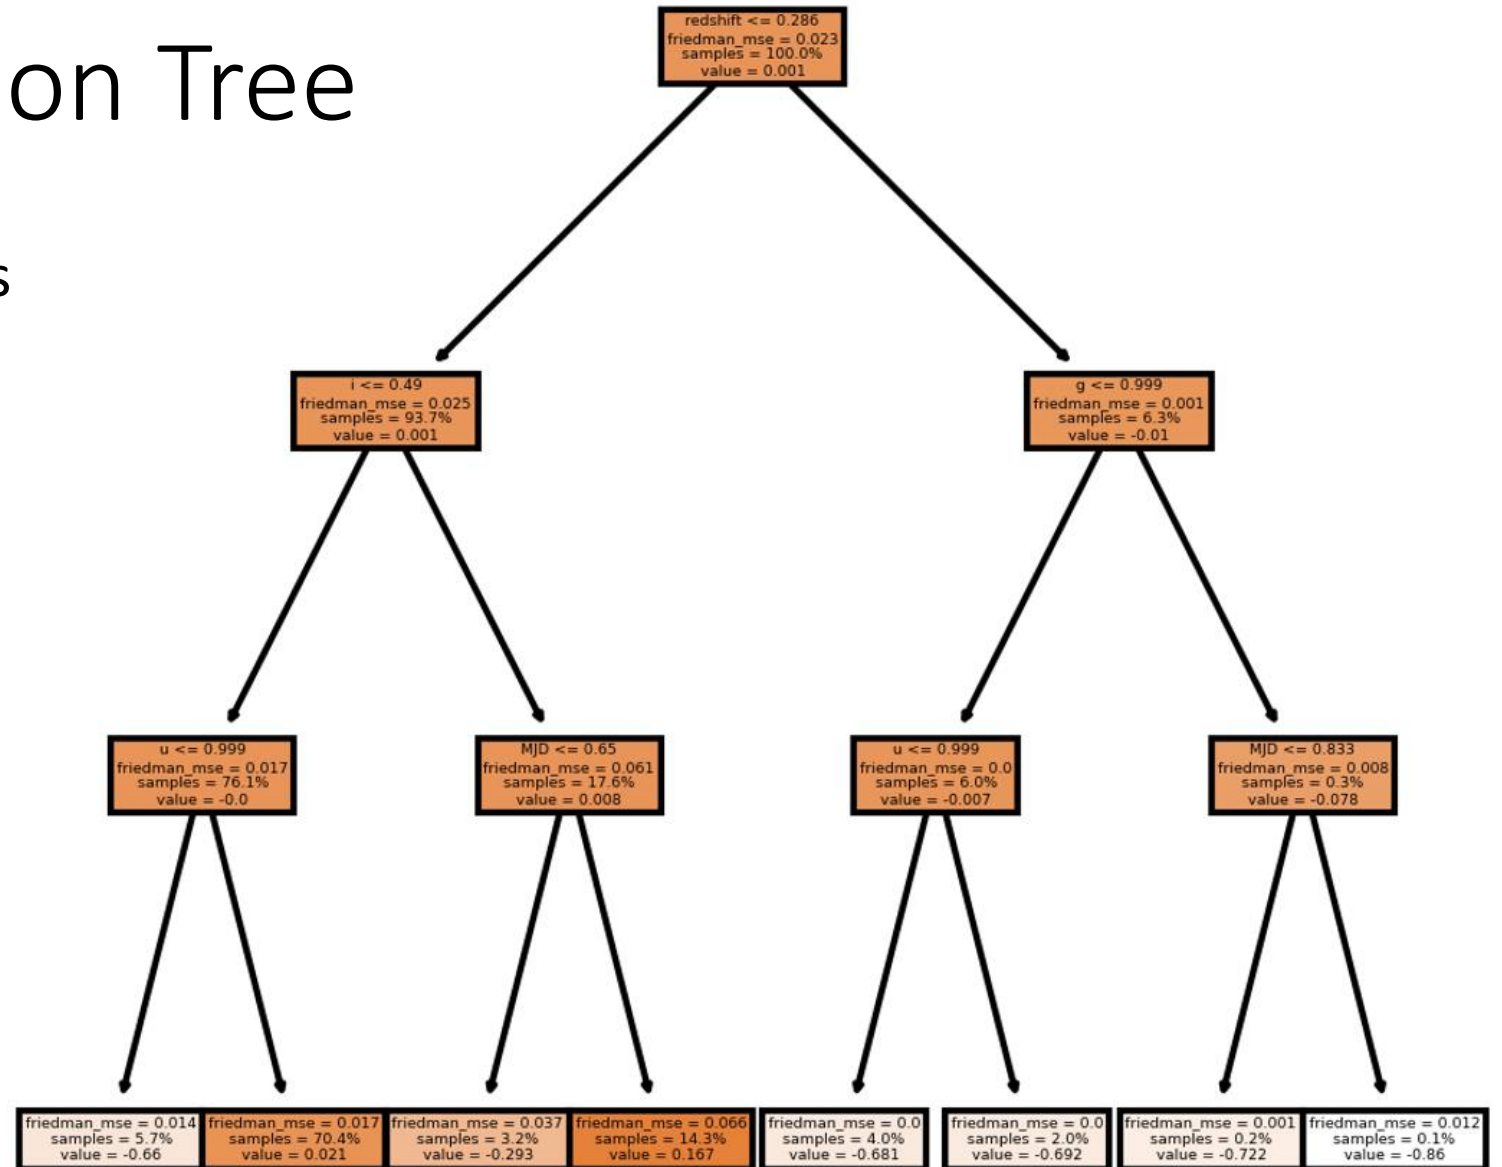 on Tree
s
redshift <= 0.286
friedman_mse = 0.023
samples = 100.0%
value = 0.001
i <= 0.49
friedman_mse = 0.025
samples = 93.7%
value = 0.001
g <= 0.999
friedman_mse = 0.001
samples = 6.3%
value = -0.01
u <= 0.999
friedman_mse = 0.017
samples = 76.1%
value = -0.0
MJD <= 0.65
friedman_mse = 0.061
samples = 17.6%
value = 0.008
u <= 0.999
friedman_mse = 0.0
samples = 6.0%
value = -0.007
MJD <= 0.833
friedman_mse = 0.008
samples = 0.3%
value = -0.078
friedman_mse = 0.014
samples = 5.7%
value = -0.66
friedman_mse = 0.017
samples = 70.4%
value = 0.021
friedman_mse = 0.037
samples = 3.2%
value = -0.293
friedman_mse = 0.066
samples = 14.3%
value = 0.167
friedman_mse = 0.0
samples = 4.0%
value = -0.681
friedman_mse = 0.0
samples = 2.0%
value = -0.692
friedman_mse = 0.001
samples = 0.2%
value = -0.722
friedman_mse = 0.012
samples = 0.1%
value = -0.86